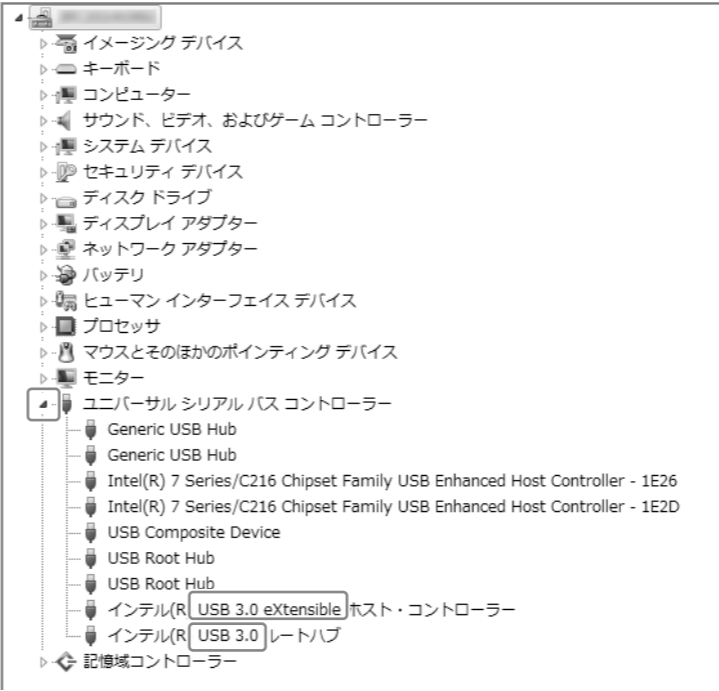 イメージング デバイス
キーボード
コンピューター
サウンド、ビデオ、およびゲーム コントローラー
システム デバイス
セキュリティ デバイス
ディスク ドライブ
ディスプレイ アダプター
ネットワーク アダプター
バッテリ
ヒューマン インターフェイス デバイス
プロセッサ
マウスとそのほかのポインティング デバイス
モニター
ユニバーサル シリアル バス コントローラー
Generic USB Hub
Generic USB Hub
Intel(R) 7 Series/C216 Chipset Family USB Enhanced Host Controller - 1E26
Intel(R) 7 Series/C216 Chipset Family USB Enhanced Host Controller - 1E2D
USB Composite Device
USB Root Hub
USB Root Hub
インテル(R USB 3.0 eXtensible ホスト・コントローラー
インテル(R USB 3.0 ルートハブ
記憶域コントローラー